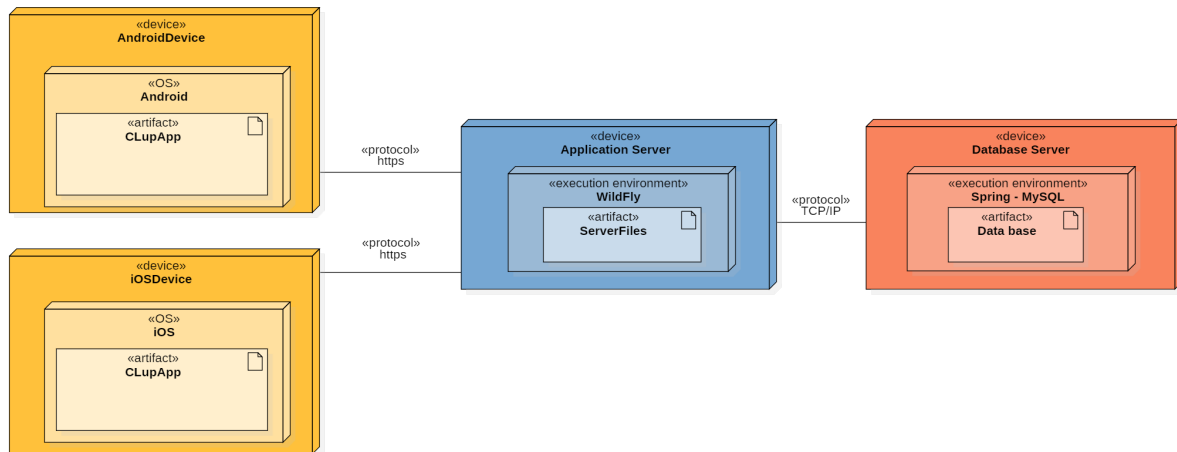 «device»
AndroidDevice
«OS»
Android
«artifact»
CLupApp
«protocol»
https
«device»
iOSDevice
«OS»
iOS
«artifact»
CLupApp
«protocol»
https
«device»
Application Server
«execution environment»
WildFly
«artifact»
ServerFiles
«protocol»
TCP/IP
«device»
Database Server
«execution environment»
Spring - MySQL
«artifact»
Data base